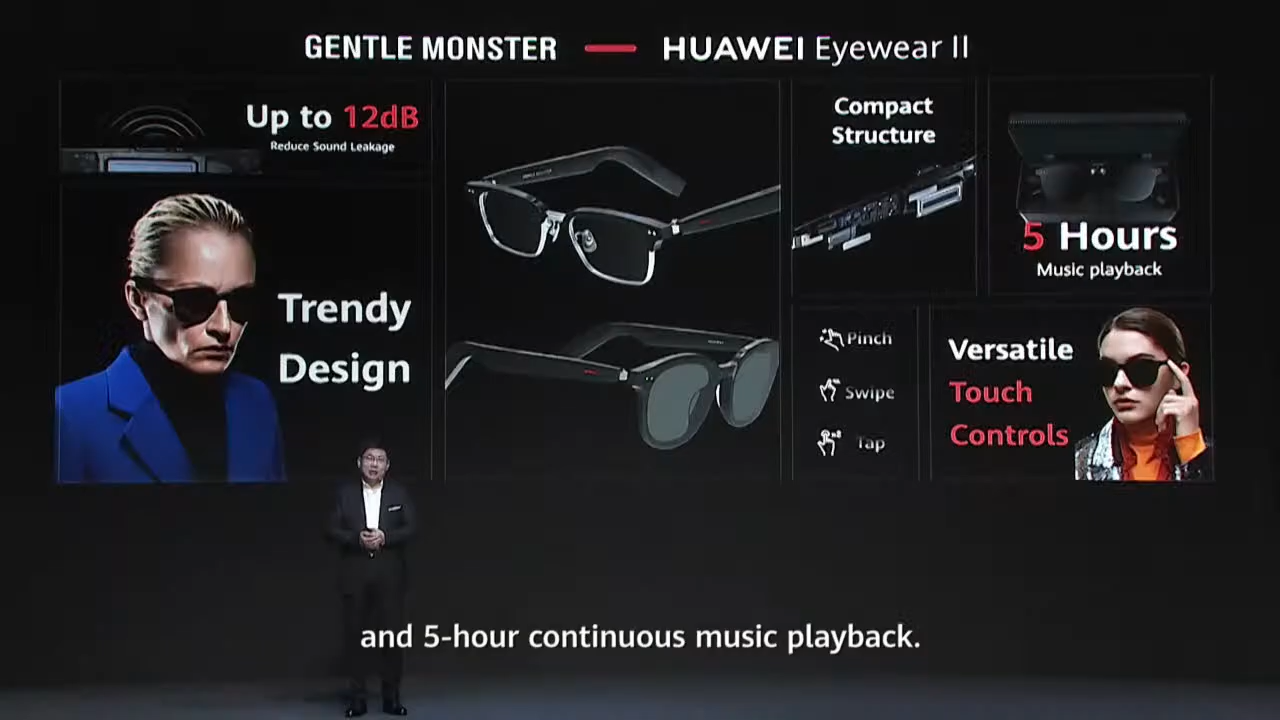 GENTLE MONSTER — HUAWEI Eyewear II
Up to 12dB
Reduce Sound Leakage
Trendy
Design
Compact
Structure
5 Hours
Music playback
Pinch
Swipe
Tap
Versatile
Touch
Controls
and 5-hour continuous music playback.